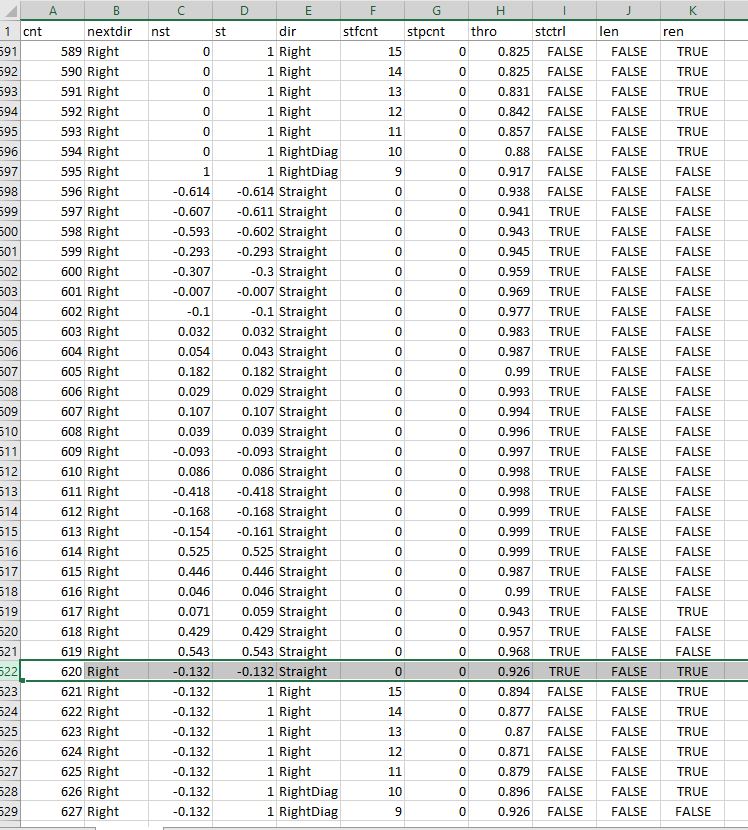 A B C D E F G H I J K
1 cnt nextdir nst st dir stfcnt stpcnt thro stctrl len ren
591 589 Right 0 1 Right 15 0 0.825 FALSE FALSE TRUE
592 590 Right 0 1 Right 14 0 0.825 FALSE FALSE TRUE
593 591 Right 0 1 Right 13 0 0.831 FALSE FALSE TRUE
594 592 Right 0 1 Right 12 0 0.842 FALSE FALSE TRUE
595 593 Right 0 1 Right 11 0 0.857 FALSE FALSE TRUE
596 594 Right 0 1 RightDiag 10 0 0.88 FALSE FALSE TRUE
597 595 Right 1 1 RightDiag 9 0 0.917 FALSE FALSE FALSE
598 596 Right -0.614 -0.614 Straight 0 0 0.938 FALSE FALSE FALSE
599 597 Right -0.607 -0.611 Straight 0 0 0.941 TRUE FALSE FALSE
600 598 Right -0.593 -0.602 Straight 0 0 0.943 TRUE FALSE FALSE
601 599 Right -0.293 -0.293 Straight 0 0 0.945 TRUE FALSE FALSE
602 600 Right -0.307 -0.3 Straight 0 0 0.959 TRUE FALSE FALSE
603 601 Right -0.007 -0.007 Straight 0 0 0.969 TRUE FALSE FALSE
604 602 Right -0.1 -0.1 Straight 0 0 0.977 TRUE FALSE FALSE
605 603 Right 0.032 0.032 Straight 0 0 0.983 TRUE FALSE FALSE
606 604 Right 0.054 0.043 Straight 0 0 0.987 TRUE FALSE FALSE
607 605 Right 0.182 0.182 Straight 0 0 0.99 TRUE FALSE FALSE
608 606 Right 0.029 0.029 Straight 0 0 0.993 TRUE FALSE FALSE
609 607 Right 0.107 0.107 Straight 0 0 0.994 TRUE FALSE FALSE
610 608 Right 0.039 0.039 Straight 0 0 0.996 TRUE FALSE FALSE
611 609 Right -0.093 -0.093 Straight 0 0 0.997 TRUE FALSE FALSE
612 610 Right 0.086 0.086 Straight 0 0 0.998 TRUE FALSE FALSE
613 611 Right -0.418 -0.418 Straight 0 0 0.998 TRUE FALSE FALSE
614 612 Right -0.168 -0.168 Straight 0 0 0.999 TRUE FALSE FALSE
615 613 Right -0.154 -0.161 Straight 0 0 0.999 TRUE FALSE FALSE
616 614 Right 0.525 0.525 Straight 0 0 0.999 TRUE FALSE FALSE
617 615 Right 0.446 0.446 Straight 0 0 0.987 TRUE FALSE FALSE
618 616 Right 0.046 0.046 Straight 0 0 0.99 TRUE FALSE FALSE
619 617 Right 0.071 0.059 Straight 0 0 0.943 TRUE FALSE TRUE
620 618 Right 0.429 0.429 Straight 0 0 0.957 TRUE FALSE FALSE
621 619 Right 0.543 0.543 Straight 0 0 0.968 TRUE FALSE FALSE
622 620 Right -0.132 -0.132 Straight 0 0 0.926 TRUE FALSE TRUE
623 621 Right -0.132 1 Right 15 0 0.894 FALSE FALSE TRUE
624 622 Right -0.132 1 Right 14 0 0.877 FALSE FALSE TRUE
625 623 Right -0.132 1 Right 13 0 0.87 FALSE FALSE TRUE
626 624 Right -0.132 1 Right 12 0 0.871 FALSE FALSE TRUE
627 625 Right -0.132 1 Right 11 0 0.879 FALSE FALSE TRUE
628 626 Right -0.132 1 RightDiag 10 0 0.896 FALSE FALSE TRUE
629 627 Right -0.132 1 RightDiag 9 0 0.926 FALSE FALSE FALSE